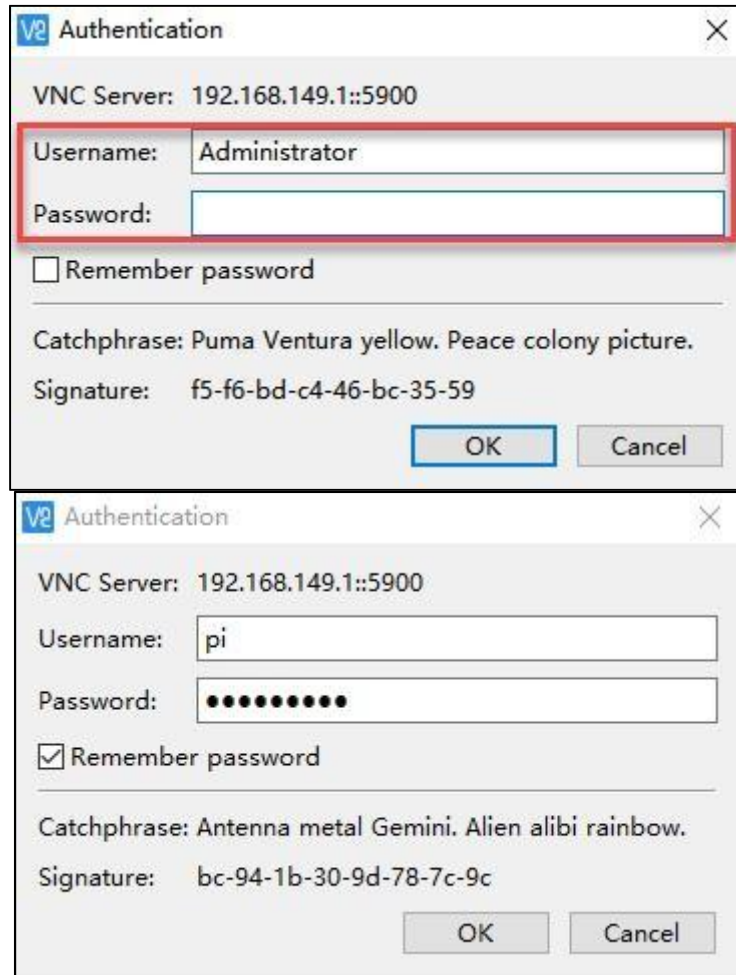 V2 Authentication
VNC Server: 192.168.149.1::5900
Username: Administrator
Password:
Remember password
Catchphrase: Puma Ventura yellow. Peace colony picture.
Signature: f5-f6-bd-c4-46-bc-35-59
OK Cancel
V2 Authentication
VNC Server: 192.168.149.1::5900
Username: pi
Password: •••••••••
Remember password
Catchphrase: Antenna metal Gemini. Alien alibi rainbow.
Signature: bc-94-1b-30-9d-78-7c-9c
OK Cancel